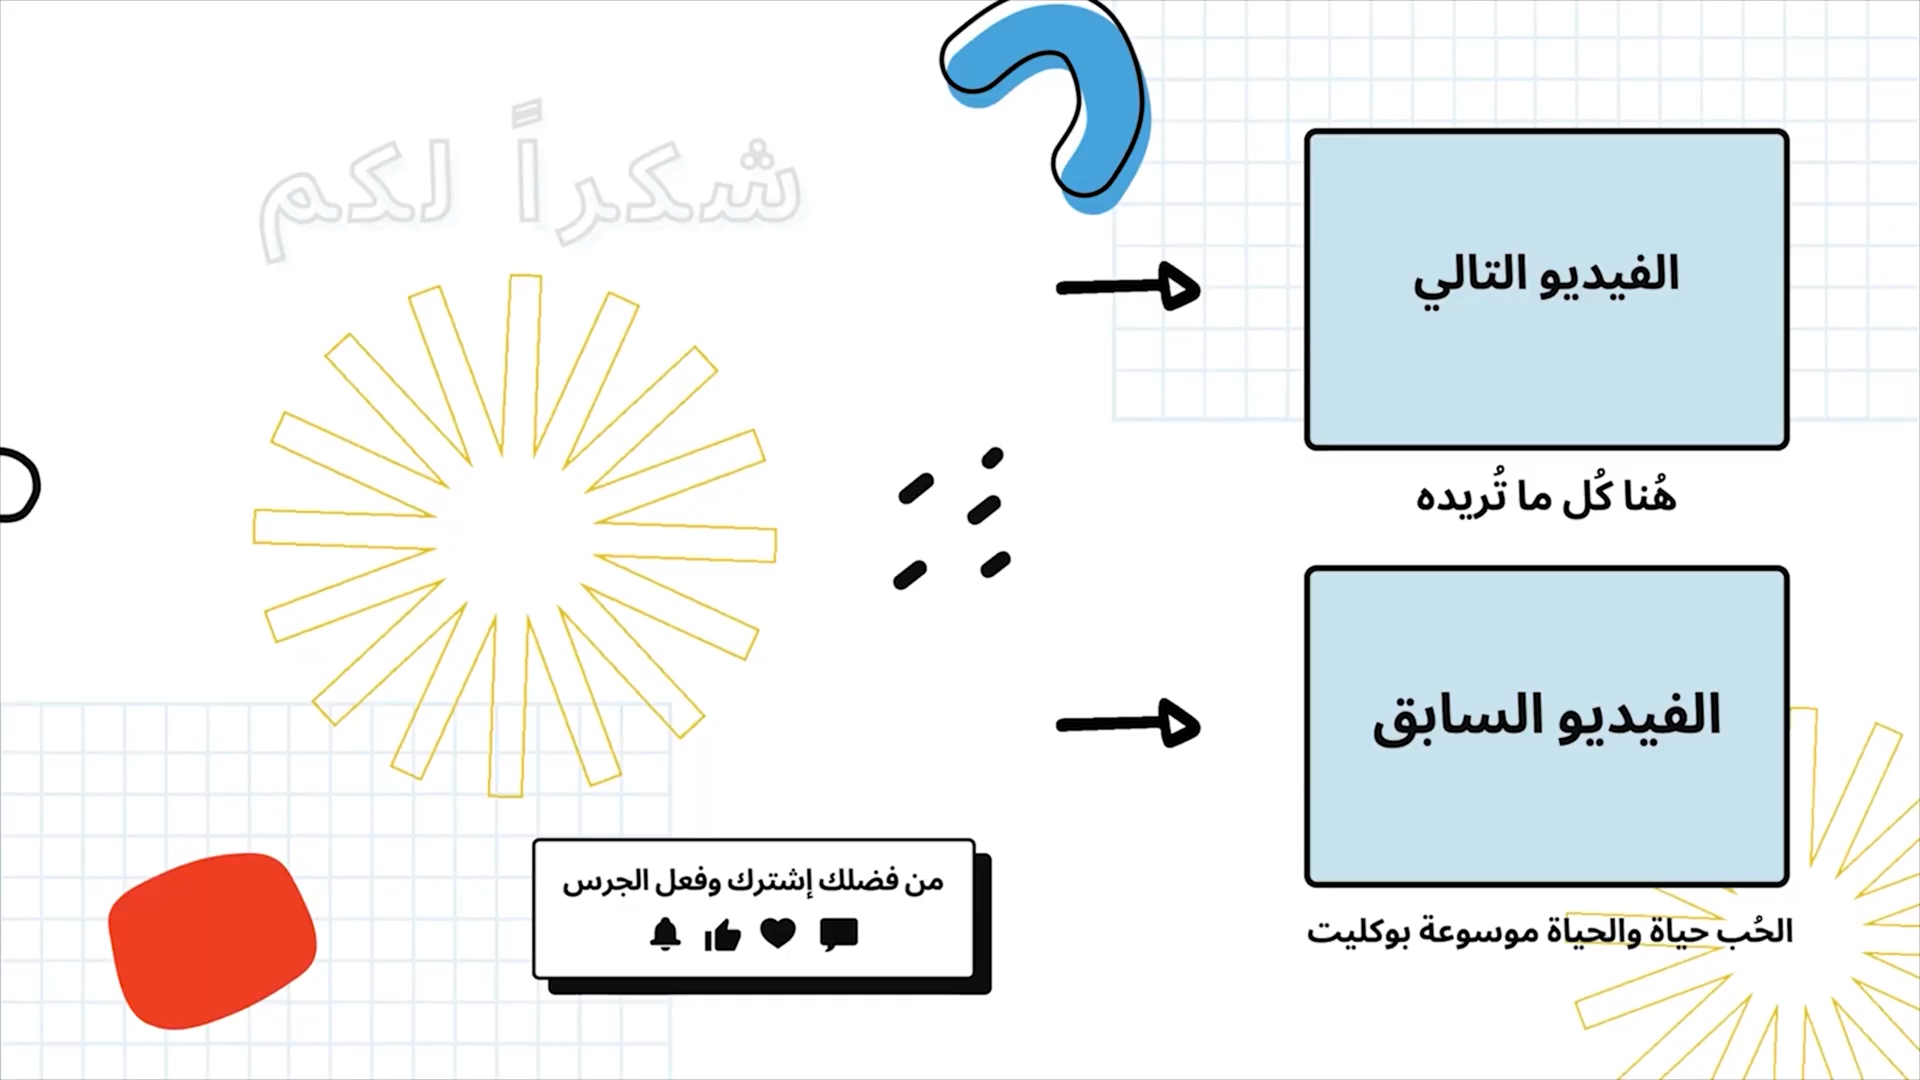 شكراً لكم
الفيديو التالي
هُنا كُل ما تُريده
الفيديو السابق
الحُب حياة والحياة موسوعة بوكليت
من فضلك إشترك وفعل الجرس